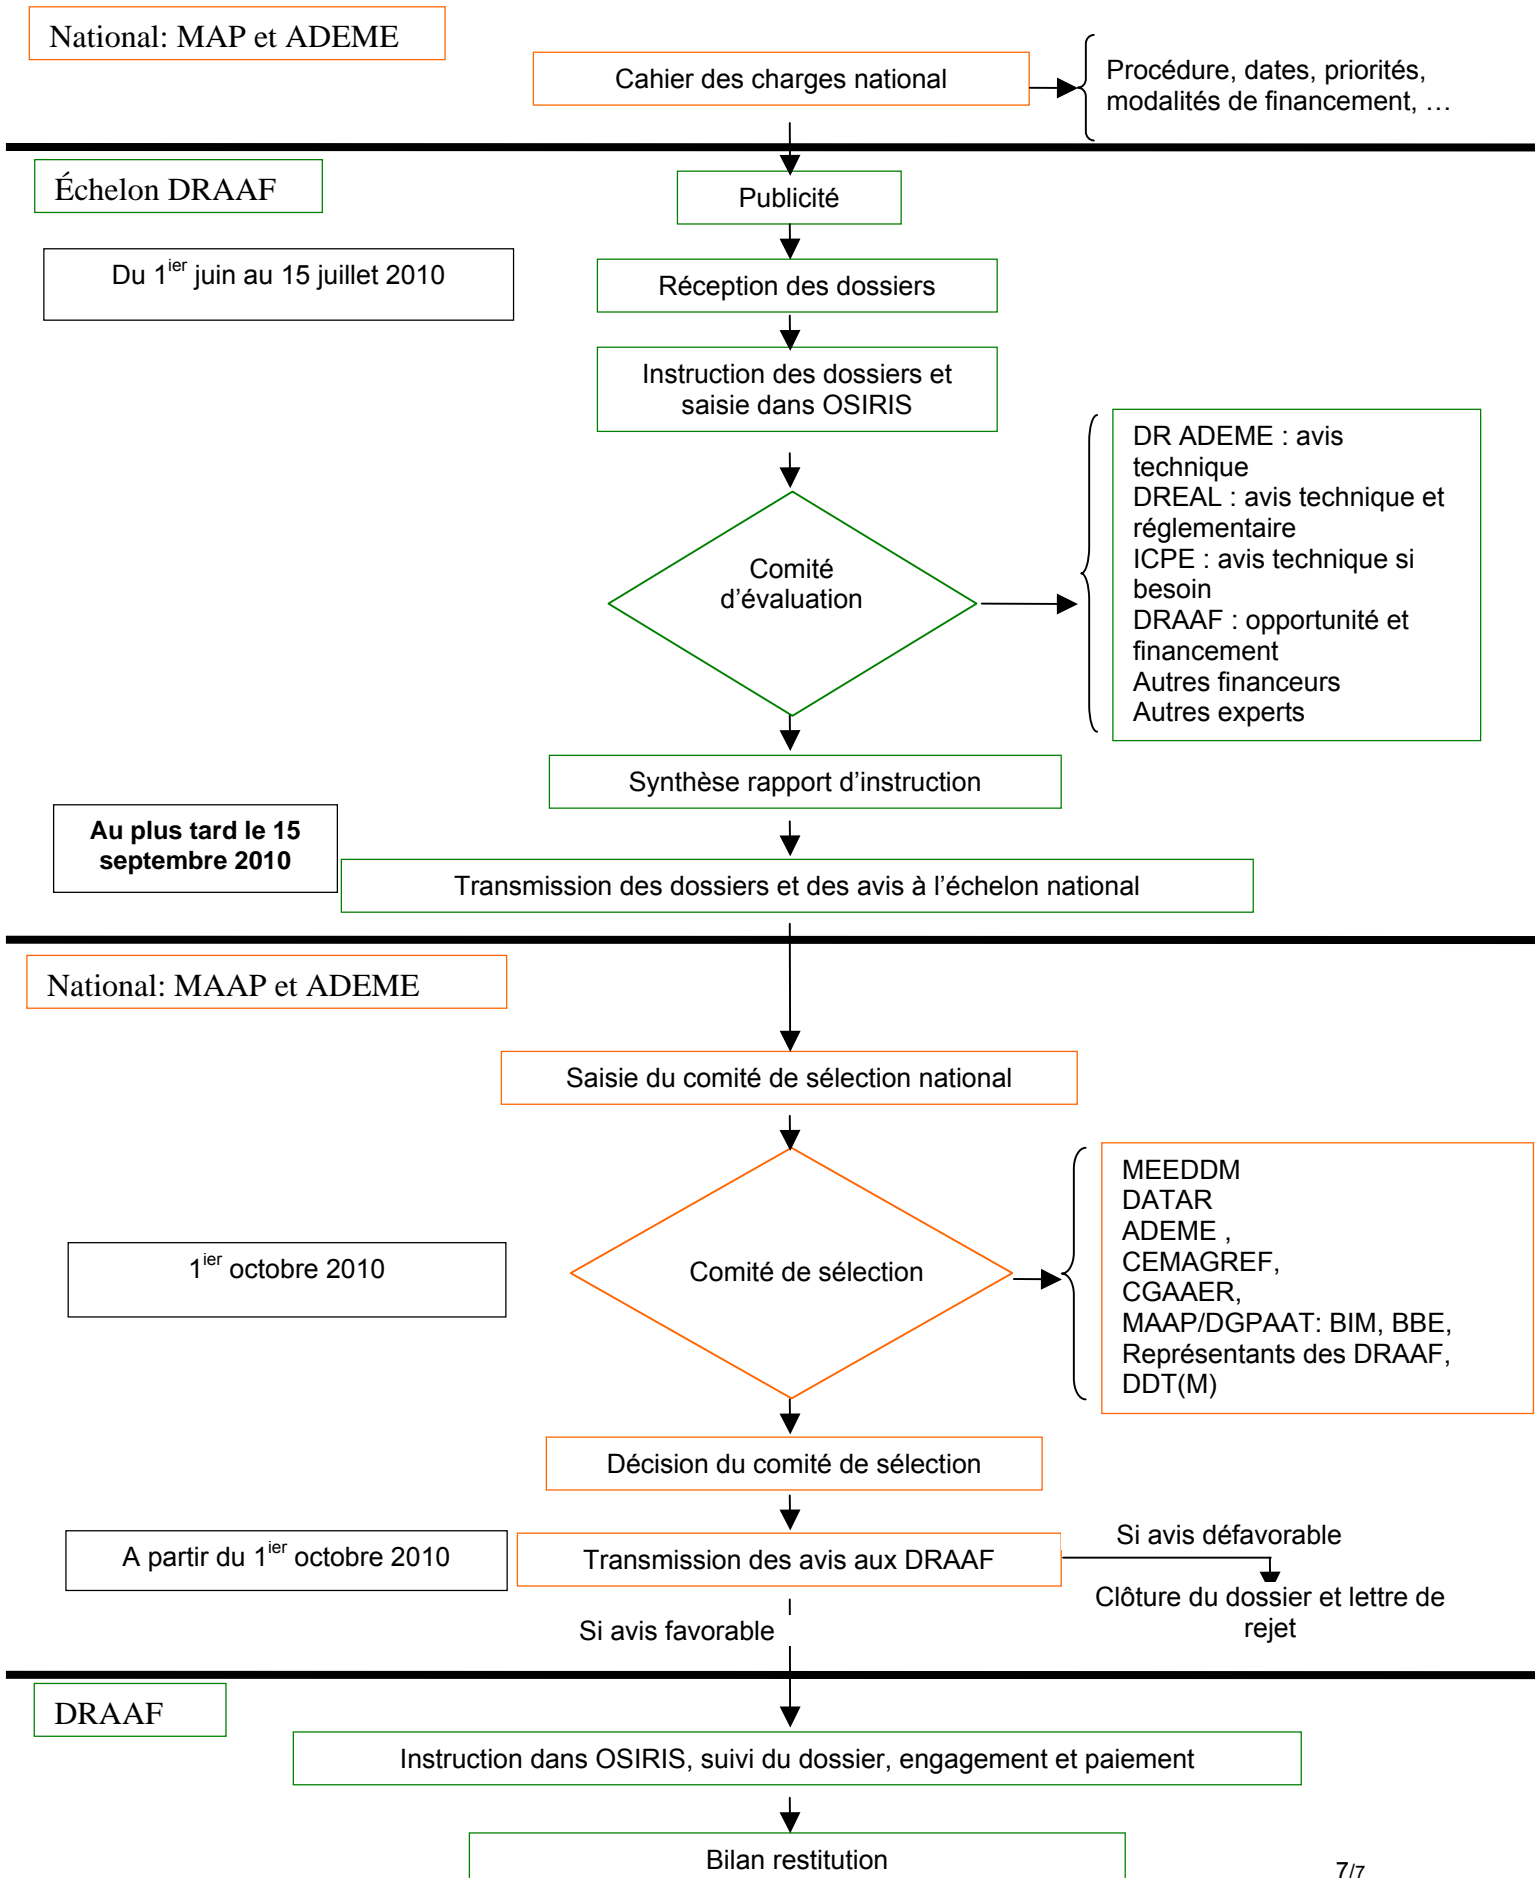 National: MAP et ADEME
Cahier des charges national
Procédure, dates, priorités,
modalités de financement, …
Échelon DRAAF
Publicité
Du 1ier juin au 15 juillet 2010
Réception des dossiers
Instruction des dossiers et
saisie dans OSIRIS
DR ADEME : avis
technique
DREAL : avis technique et
réglementaire
ICPE : avis technique si
besoin
DRAAF : opportunité et
financement
Autres financeurs
Autres experts
Comité
d’évaluation
Synthèse rapport d’instruction
Au plus tard le 15
septembre 2010
Transmission des dossiers et des avis à l’échelon national
National: MAAP et ADEME
Saisie du comité de sélection national
MEEDDM
DATAR
ADEME ,
CEMAGREF,
CGAAER,
MAAP/DGPAAT: BIM, BBE,
Représentants des DRAAF,
DDT(M)
1ier octobre 2010
Comité de sélection
Décision du comité de sélection
A partir du 1ier octobre 2010
Transmission des avis aux DRAAF
Si avis défavorable
Clôture du dossier et lettre de
rejet
Si avis favorable
DRAAF
Instruction dans OSIRIS, suivi du dossier, engagement et paiement
Bilan restitution
7/7